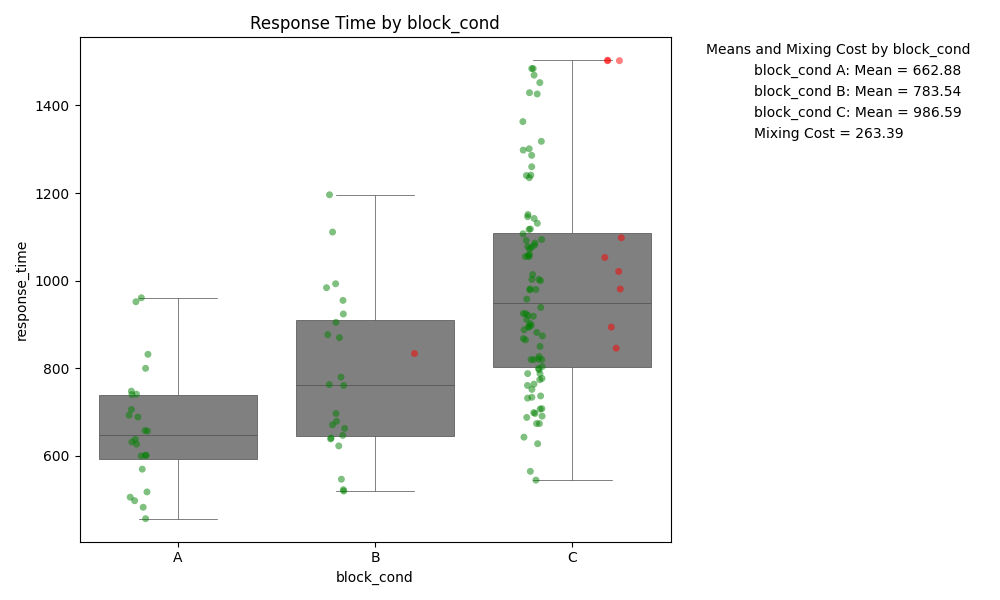 Response Time by block_cond
Means and Mixing Cost by block_cond
block_cond A: Mean = 662.88
block_cond B: Mean = 783.54
block_cond C: Mean = 986.59
Mixing Cost = 263.39
response_time
1400
1200
1000
800
600
A
B
C
block_cond